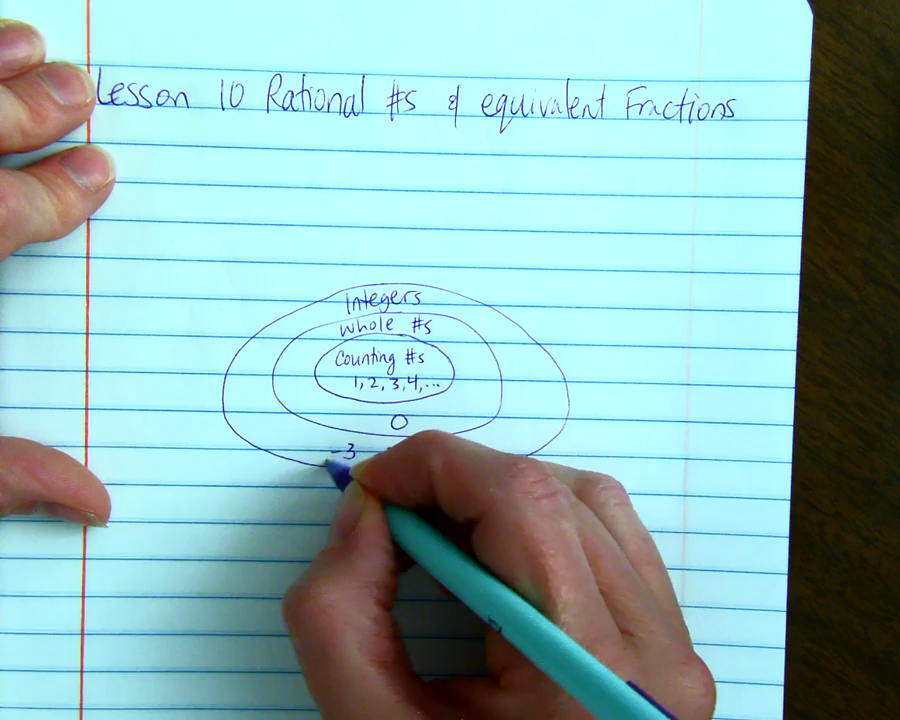 Lesson 10 Rational #s & equivalent Fractions
Integers
whole #s
Counting #s
1, 2, 3, 4, ...
0
-3